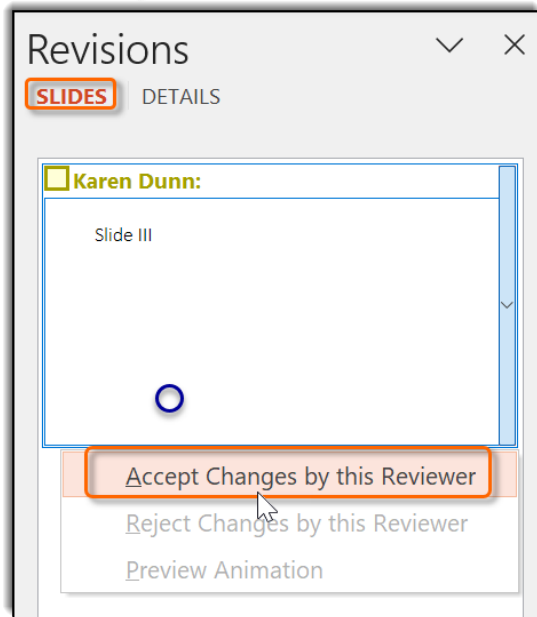 Revisions
SLIDES DETAILS
Karen Dunn:
Slide III
Accept Changes by this Reviewer
Reject Changes by this Reviewer
Preview Animation